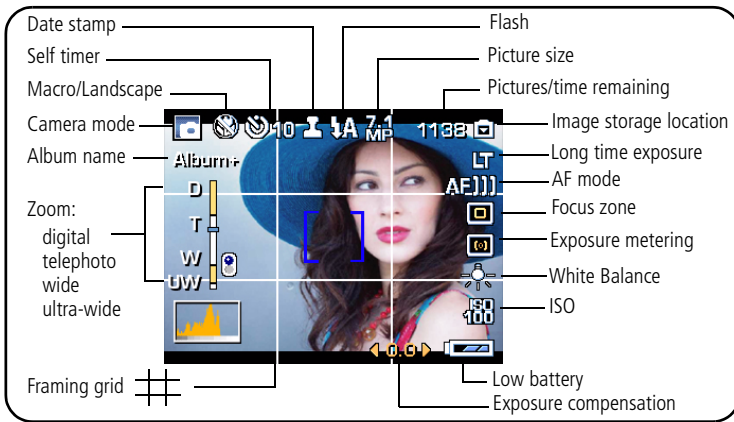 Date stamp
Flash
Self timer
Picture size
Macro/Landscape
Pictures/time remaining
Camera mode
10
A
7.1
MP
1138
Image storage location
Album name
Album+
LT
Long time exposure
AF
AF mode
D
Focus zone
Zoom:
T
digital
Exposure metering
telephoto
W
wide
UW
White Balance
ultra-wide
ISO
100
ISO
0.0
Framing grid
Low battery
Exposure compensation